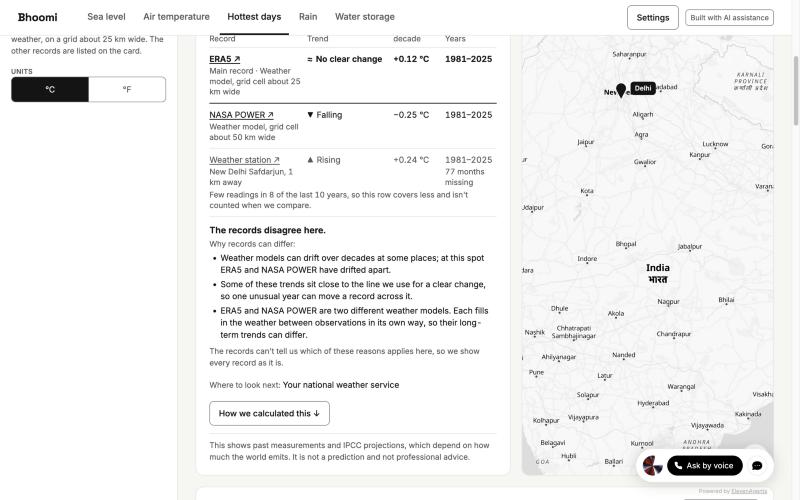 Bhoomi
Sea level
Air temperature
Hottest days
Rain
Water storage
Settings
Built with AI assistance
weather, on a grid about 25 km wide. The
other records are listed on the card.
UNITS
°C
°F
Record
Trend
decade
Years
ERA5 ↗
≈ No clear change
+0.12 °C
1981–2025
Main record · Weather
model, grid cell about 25
km wide
NASA POWER ↗
▼ Falling
−0.25 °C
1981–2025
Weather model, grid cell
about 50 km wide
Weather station ↗
▲ Rising
+0.24 °C
1981–2025
New Delhi Safdarjun, 1
km away
77 months
missing
Few readings in 8 of the last 10 years, so this row covers less and isn't
counted when we compare.
The records disagree here.
Why records can differ:
• Weather models can drift over decades at some places; at this spot
ERA5 and NASA POWER have drifted apart.
• Some of these trends sit close to the line we use for a clear change,
so one unusual year can move a record across it.
• ERA5 and NASA POWER are two different weather models. Each fills
in the weather between observations in its own way, so their long-
term trends can differ.
The records can't tell us which of these reasons applies here, so we show
every record as it is.
Where to look next: Your national weather service
How we calculated this ↓
This shows past measurements and IPCC projections, which depend on how
much the world emits. It is not a prediction and not professional advice.
Saharanpur
KARNALI
PROVINCE
कर्णाली प्रदेश
Delhi
Aligarh
Agra
Jaipur
Lucknow
Kanpur
Gwalior
Kota
Bhopal
Jabalpur
Indore
India
भारत
Nagpur
Bhilai
Dhule
Akola
Nashik
Chhatrapati
Sambhajinagar
Chandrapur
Ahilyanagar
Nanded
Pune
Latur
Warangal
Solapur
Hyderabad
Kakinada
Kolhapur
Vijayapura
Vijayawada
Belagavi
Kurnool
ANDHRA
GOA
Hubli
Ballari
Ask by voice
Powered by ElevenAgents